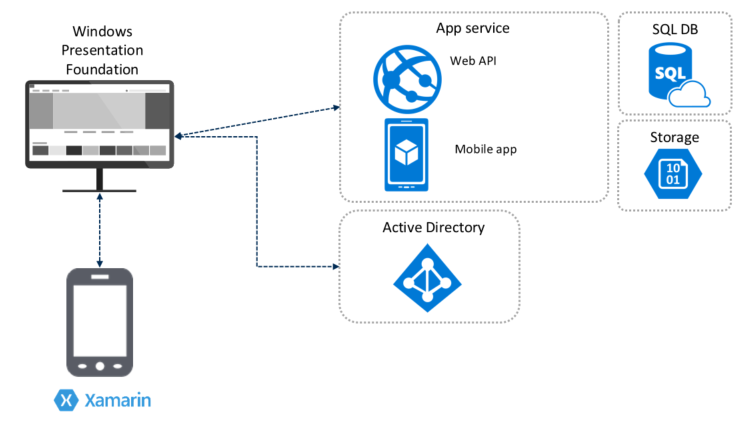 Windows
Presentation
Foundation
App service
Web API
Mobile app
SQL DB
SQL
Storage
10
01
Active Directory
Xamarin